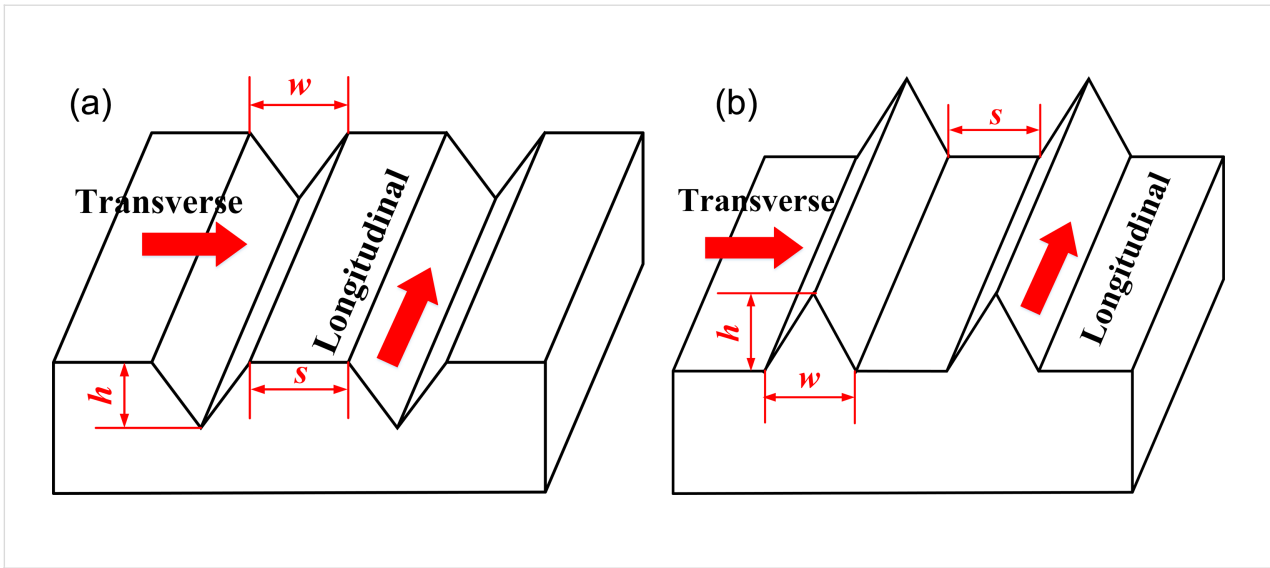 (a)
w
Transverse
Longitudinal
h
s
(b)
s
Transverse
Longitudinal
h
w